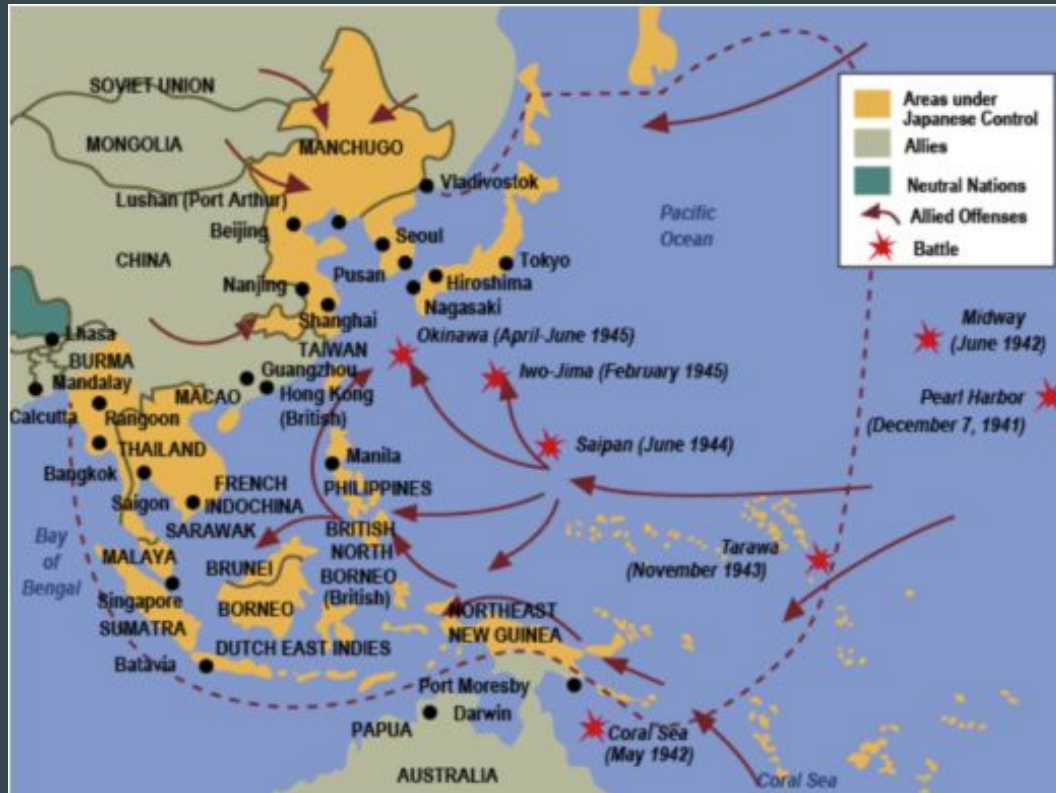 SOVIET UNION
MONGOLIA
MANCHUGO
Lushan (Port Arthur)
Vladivostok
Beijing
Seoul
CHINA
Pusan
Tokyo
Hiroshima
Nanjing
Nagasaki
Shanghai
Lhasa
TAIWAN
Okinawa (April-June 1945)
BURMA
Guangzhou
Iwo-Jima (February 1945)
Mandalay
MACAO
Hong Kong
(British)
Calcutta
Rangoon
THAILAND
Manila
Saipan (June 1944)
Bangkok
FRENCH
INDOCHINA
PHILIPPINES
Saigon
SARAWAK
BRITISH
NORTH
BORNEO
(British)
Bay
of
Bengal
MALAYA
BRUNEI
Singapore
BORNEO
SUMATRA
NORTHEAST
NEW GUINEA
DUTCH EAST INDIES
Batavia
Port Moresby
Darwin
PAPUA
AUSTRALIA
Coral Sea
(May 1942)
Coral Sea
Tarawa
(November 1943)
Pacific
Ocean
Midway
(June 1942)
Pearl Harbor
(December 7, 1941)
Areas under
Japanese Control
Allies
Neutral Nations
Allied Offenses
Battle